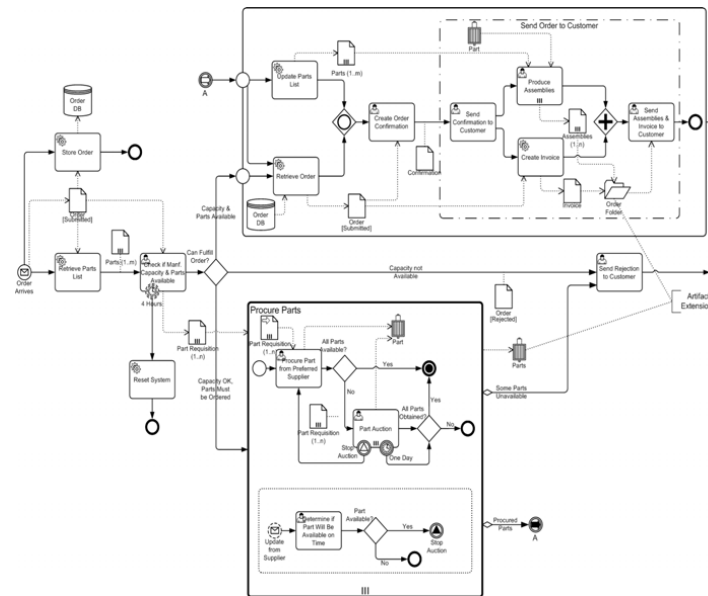 Send Order to Customer
Part
Update Parts
List
Parts (1..m)
A
Produce
Assemblies
Create Order
Confirmation
Send
Confirmation to
Customer
Send
Assemblies &
Invoice to
Customer
Assemblies
(1..n)
Create Invoice
Confirmation
Retrieve Order
Order
DB
Order
[Submitted]
Invoice
Order
Folder
Order
DB
Store Order
Order
[Submitted]
Capacity &
Parts Available
Retrieve Parts
List
Parts (1..m)
Order
Arrives
Check if Manf.
Capacity & Parts
Available
4 Hours
Can Fulfill
Order?
Capacity not
Available
Send Rejection
to Customer
Order
[Rejected]
Artifact
Extension
Reset System
Part Requisition
(1..n)
Capacity OK,
Parts Must
be Ordered
Procure Parts
Part Requisition
(1..n)
Procure Part
from Preferred
Supplier
All Parts
Available?
Part
Yes
No
Yes
Parts
Part Requisition
(1..n)
Part Auction
All Parts
Obtained?
No
Stop
Auction
One Day
Some Parts
Unavailable
Update
from
Supplier
Determine if
Part Will Be
Available on
Time
Part
Available?
Yes
No
Stop
Auction
Procured
Parts
A